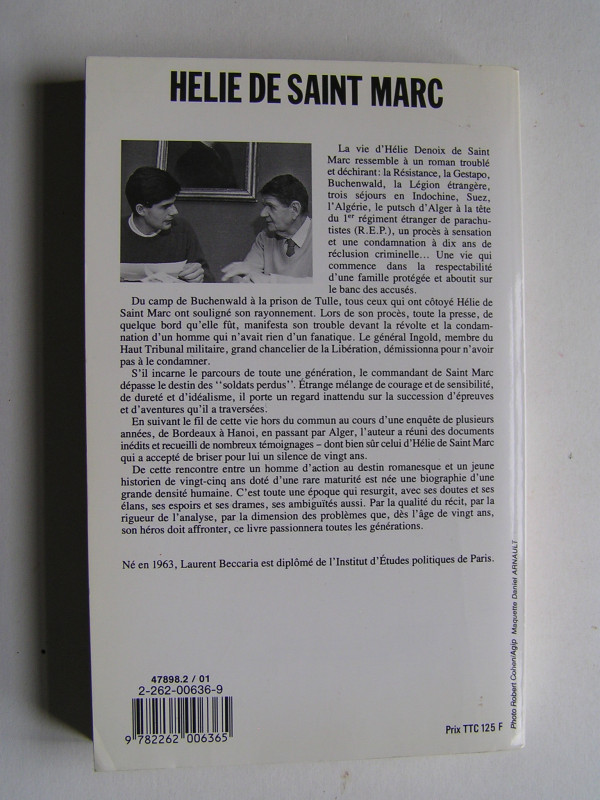 HELIE DE SAINT MARC
La vie d'Hélie Denoix de Saint
Marc ressemble à un roman troublé
et déchirant: la Résistance, la Gestapo,
Buchenwald, la Légion étrangère,
trois séjours en Indochine, Suez,
l'Algérie, le putsch d'Alger à la tête
du 1er régiment étranger de parachu-
tistes (R.E.P.), un procès à sensation
et une condamnation à dix ans de
réclusion criminelle... Une vie qui
commence dans la respectabilité
d'une famille protégée et aboutit sur
le banc des accusés.
Du camp de Buchenwald à la prison de Tulle, tous ceux qui ont côtoyé Hélie de
Saint Marc ont souligné son rayonnement. Lors de son procès, toute la presse, de
quelque bord qu'elle fût, manifesta son trouble devant la révolte et la condam-
nation d'un homme qui n'avait rien d'un fanatique. Le général Ingold, membre du
Haut Tribunal militaire, grand chancelier de la Libération, démissionna pour n'avoir
pas à le condamner.
S'il incarne le parcours de toute une génération, le commandant de Saint Marc
dépasse le destin des "soldats perdus". Étrange mélange de courage et de sensibilité,
de dureté et d'idéalisme, il porte un regard inattendu sur la succession d'épreuves
et d'aventures qu'il a traversées.
En suivant le fil de cette vie hors du commun au cours d'une enquête de plusieurs
années, de Bordeaux à Hanoi, en passant par Alger, l'auteur a réuni des documents
inédits et recueilli de nombreux témoignages – dont bien sûr celui d'Hélie de Saint Marc
qui a accepté de briser pour lui un silence de vingt ans.
De cette rencontre entre un homme d'action au destin romanesque et un jeune
historien de vingt-cinq ans doté d'une rare maturité est née une biographie d'une
grande densité humaine. C'est toute une époque qui resurgit, avec ses doutes et ses
élans, ses espoirs et ses drames, ses ambiguïtés aussi. Par la qualité du récit, par la
rigueur de l'analyse, par la dimension des problèmes que, dès l'âge de vingt ans,
son héros doit affronter, ce livre passionnera toutes les générations.
Né en 1963, Laurent Beccaria est diplômé de l'Institut d'Études politiques de Paris.
47898.2 / 01
2-262-00636-9
9 782262 006365
Prix TTC 125 F
Photo Robert Cohen/Agip Maquette Daniel ARNAULT